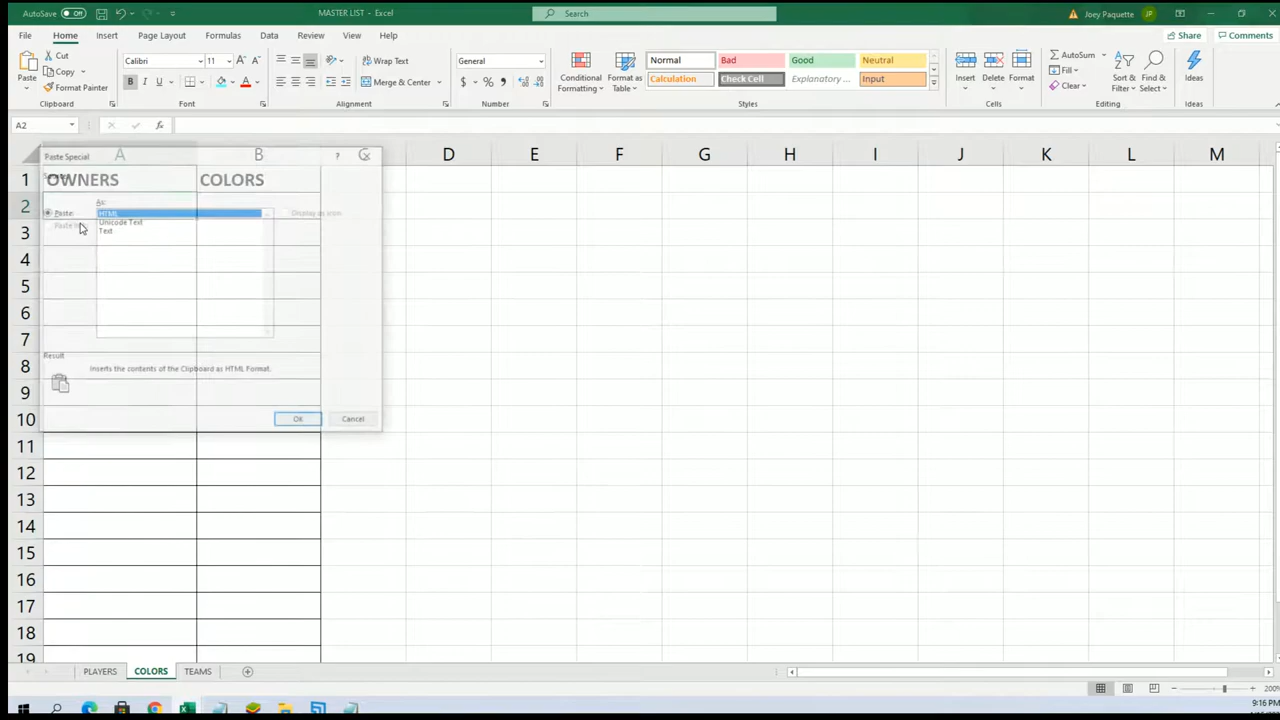 AutoSave Off MASTER LIST - Excel Search Joey Paquette JP
File Home Insert Page Layout Formulas Data Review View Help Share Comments
Paste Cut Copy Format Painter Clipboard
Calibri 11 A A B I U A Font
Wrap Text Merge & Center Alignment
General $ % Number
Conditional Formatting Format as Table
Normal Bad Good Neutral
Calculation Check Cell Explanatory ... Input
Styles
Insert Delete Format Cells
AutoSum Fill Clear Sort & Filter Find & Select Editing
Ideas Ideas
A2 fx
Paste Special ?
A B C D E F G H I J K L M
1 OWNERS COLORS
2
3
4
5
6
7
8
9
10
11
12
13
14
15
16
17
18
19
As:
Paste: HTML Display as icon
Unicode Text
Text
Result
Inserts the contents of the Clipboard as HTML Format.
OK Cancel
PLAYERS COLORS TEAMS
200%
9:16 PM